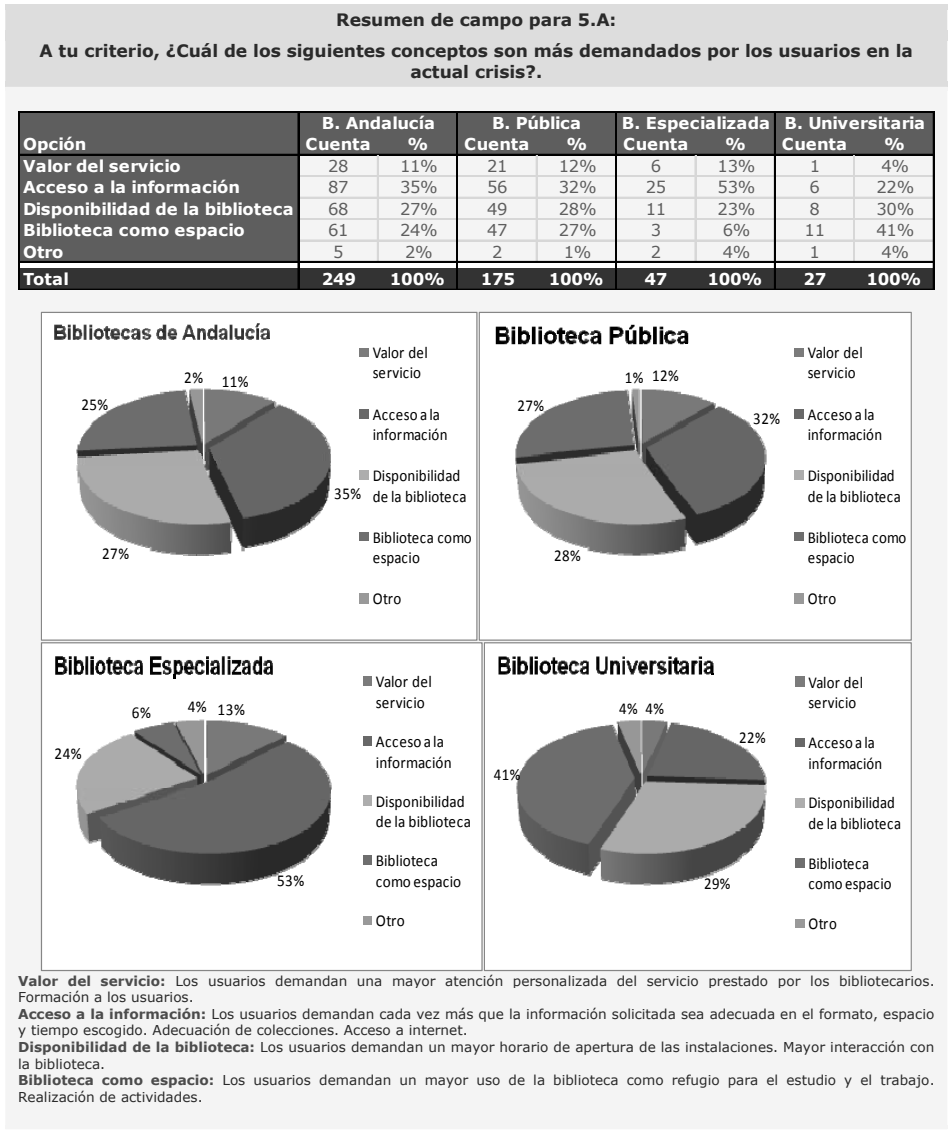 Resumen de campo para 5.A:
A tu criterio, ¿Cuál de los siguientes conceptos son más demandados por los usuarios en la
actual crisis?.
B. Andalucía B. Pública B. Especializada B. Universitaria
Opción Cuenta % Cuenta % Cuenta % Cuenta %
Valor del servicio 28 11% 21 12% 6 13% 1 4%
Acceso a la información 87 35% 56 32% 25 53% 6 22%
Disponibilidad de la biblioteca 68 27% 49 28% 11 23% 8 30%
Biblioteca como espacio 61 24% 47 27% 3 6% 11 41%
Otro 5 2% 2 1% 2 4% 1 4%
Total 249 100% 175 100% 47 100% 27 100%
Bibliotecas de Andalucía
2% 11%
25%
35%
27%
Valor del
servicio
Acceso a la
información
Disponibilidad
de la biblioteca
Biblioteca como
espacio
Otro
Biblioteca Pública
1% 12%
27%
32%
28%
Valor del
servicio
Acceso a la
información
Disponibilidad
de la biblioteca
Biblioteca como
espacio
Otro
Biblioteca Especializada
4% 13%
6%
24%
53%
Valor del
servicio
Acceso a la
información
Disponibilidad
de la biblioteca
Biblioteca
como espacio
Otro
Biblioteca Universitaria
4% 4%
22%
41%
29%
Valor del
servicio
Acceso a la
información
Disponibilidad
de la biblioteca
Biblioteca
como espacio
Otro
Valor del servicio: Los usuarios demandan una mayor atención personalizada del servicio prestado por los bibliotecarios.
Formación a los usuarios.
Acceso a la información: Los usuarios demandan cada vez más que la información solicitada sea adecuada en el formato, espacio
y tiempo escogido. Adecuación de colecciones. Acceso a internet.
Disponibilidad de la biblioteca: Los usuarios demandan un mayor horario de apertura de las instalaciones. Mayor interacción con
la biblioteca.
Biblioteca como espacio: Los usuarios demandan un mayor uso de la biblioteca como refugio para el estudio y el trabajo.
Realización de actividades.